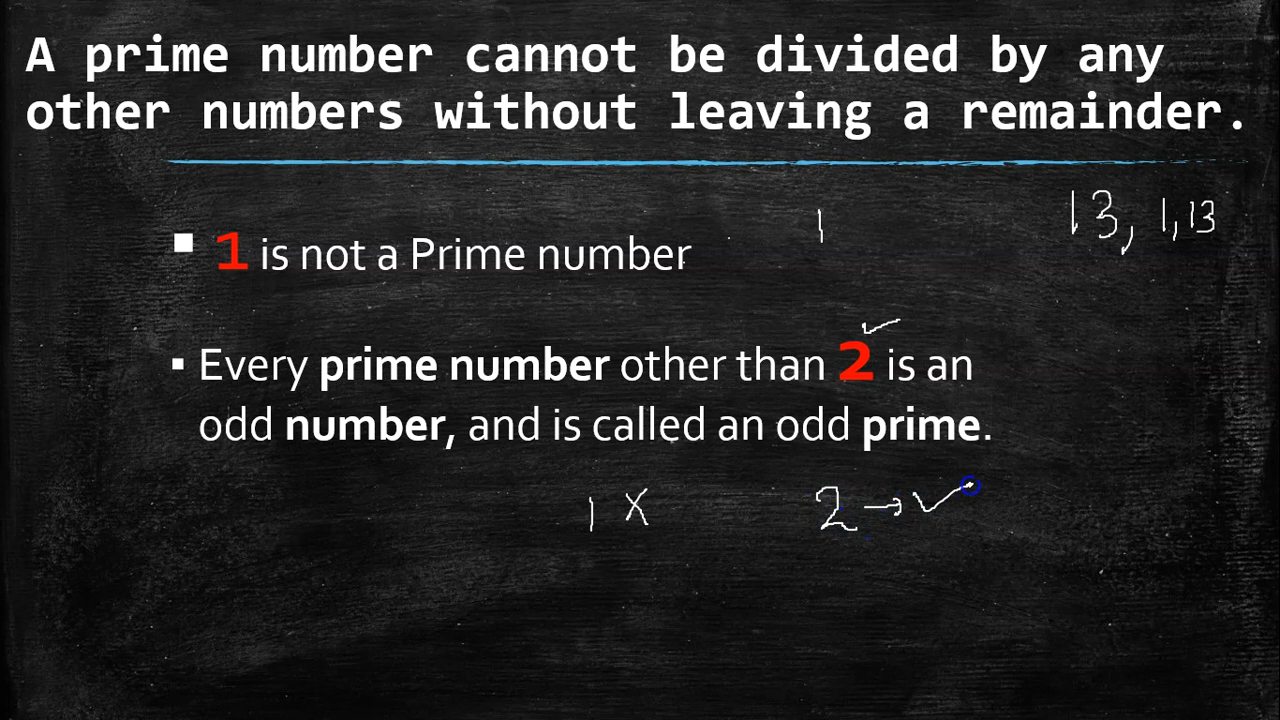 A prime number cannot be divided by any
other numbers without leaving a remainder.
1
13, 1,13
▪ 1 is not a Prime number
✓
▪ Every prime number other than 2 is an
odd number, and is called an odd prime.
1 X 2 → ✓